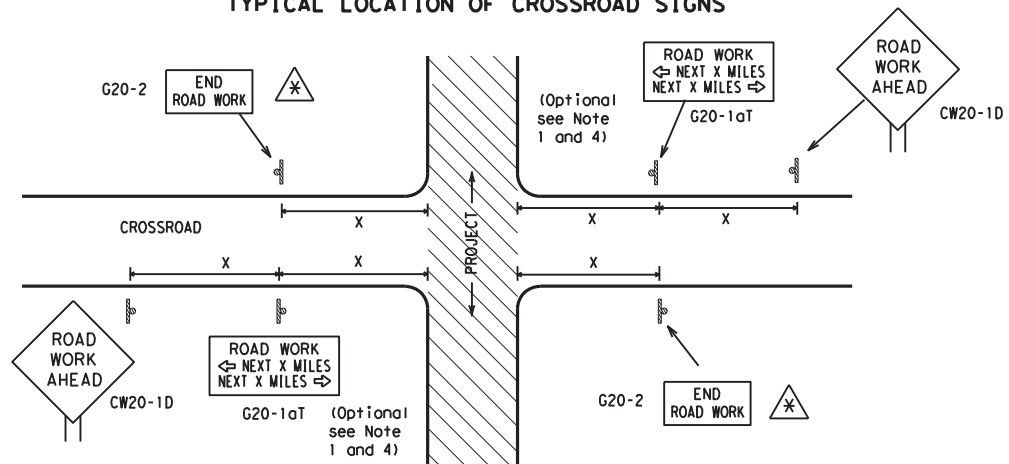 TYPICAL LOCATION OF CROSSROAD SIGNS
G20-2
END
ROAD WORK
*
(Optional
see Note
1 and 4)
ROAD WORK
⇦ NEXT X MILES
NEXT X MILES ⇨
G20-1aT
ROAD
WORK
AHEAD
CW20-1D
X
X
X
CROSSROAD
PROJECT
X
X
X
ROAD
WORK
AHEAD
CW20-1D
ROAD WORK
⇦ NEXT X MILES
NEXT X MILES ⇨
G20-1aT
(Optional
see Note
1 and 4)
G20-2
END
ROAD WORK
*